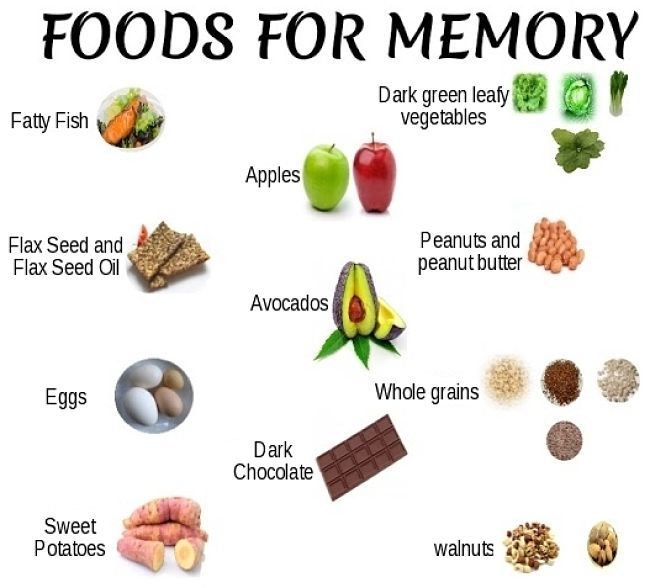 FOODS FOR MEMORY
Fatty Fish
Dark green leafy
vegetables
Apples
Flax Seed and
Flax Seed Oil
Peanuts and
peanut butter
Avocados
Eggs
Whole grains
Dark
Chocolate
Sweet
Potatoes
walnuts